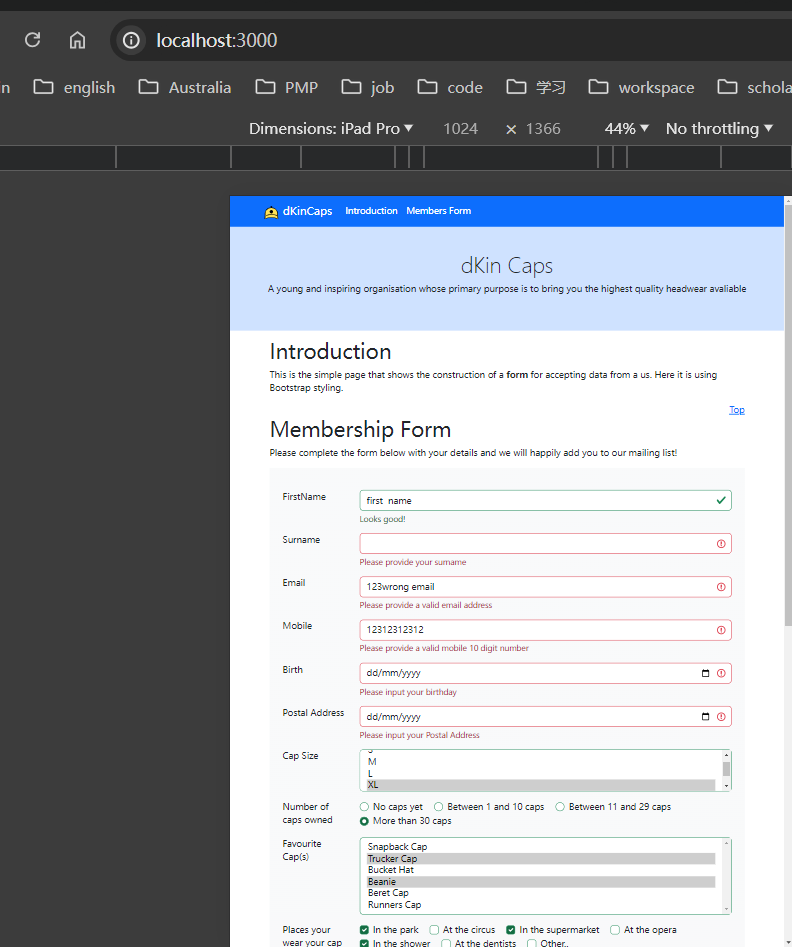 localhost:3000
n english Australia PMP job code 学习 workspace schola
Dimensions: iPad Pro 1024 × 1366 44% No throttling
dKinCaps Introduction Members Form
dKin Caps
A young and inspiring organisation whose primary purpose is to bring you the highest quality headwear avaliable
Introduction
This is the simple page that shows the construction of a form for accepting data from a us. Here it is using
Bootstrap styling.
Top
Membership Form
Please complete the form below with your details and we will happily add you to our mailing list!
FirstName first name
Looks good!
Surname
Please provide your surname
Email 123wrong email
Please provide a valid email address
Mobile 12312312312
Please provide a valid mobile 10 digit number
Birth dd/mm/yyyy
Please input your birthday
Postal Address dd/mm/yyyy
Please input your Postal Address
Cap Size
M
L
XL
Number of No caps yet Between 1 and 10 caps Between 11 and 29 caps
caps owned More than 30 caps
Favourite Snapback Cap
Cap(s) Trucker Cap
Bucket Hat
Beanie
Beret Cap
Runners Cap
Places your In the park At the circus In the supermarket At the opera
wear your cap In the shower At the dentists Other..